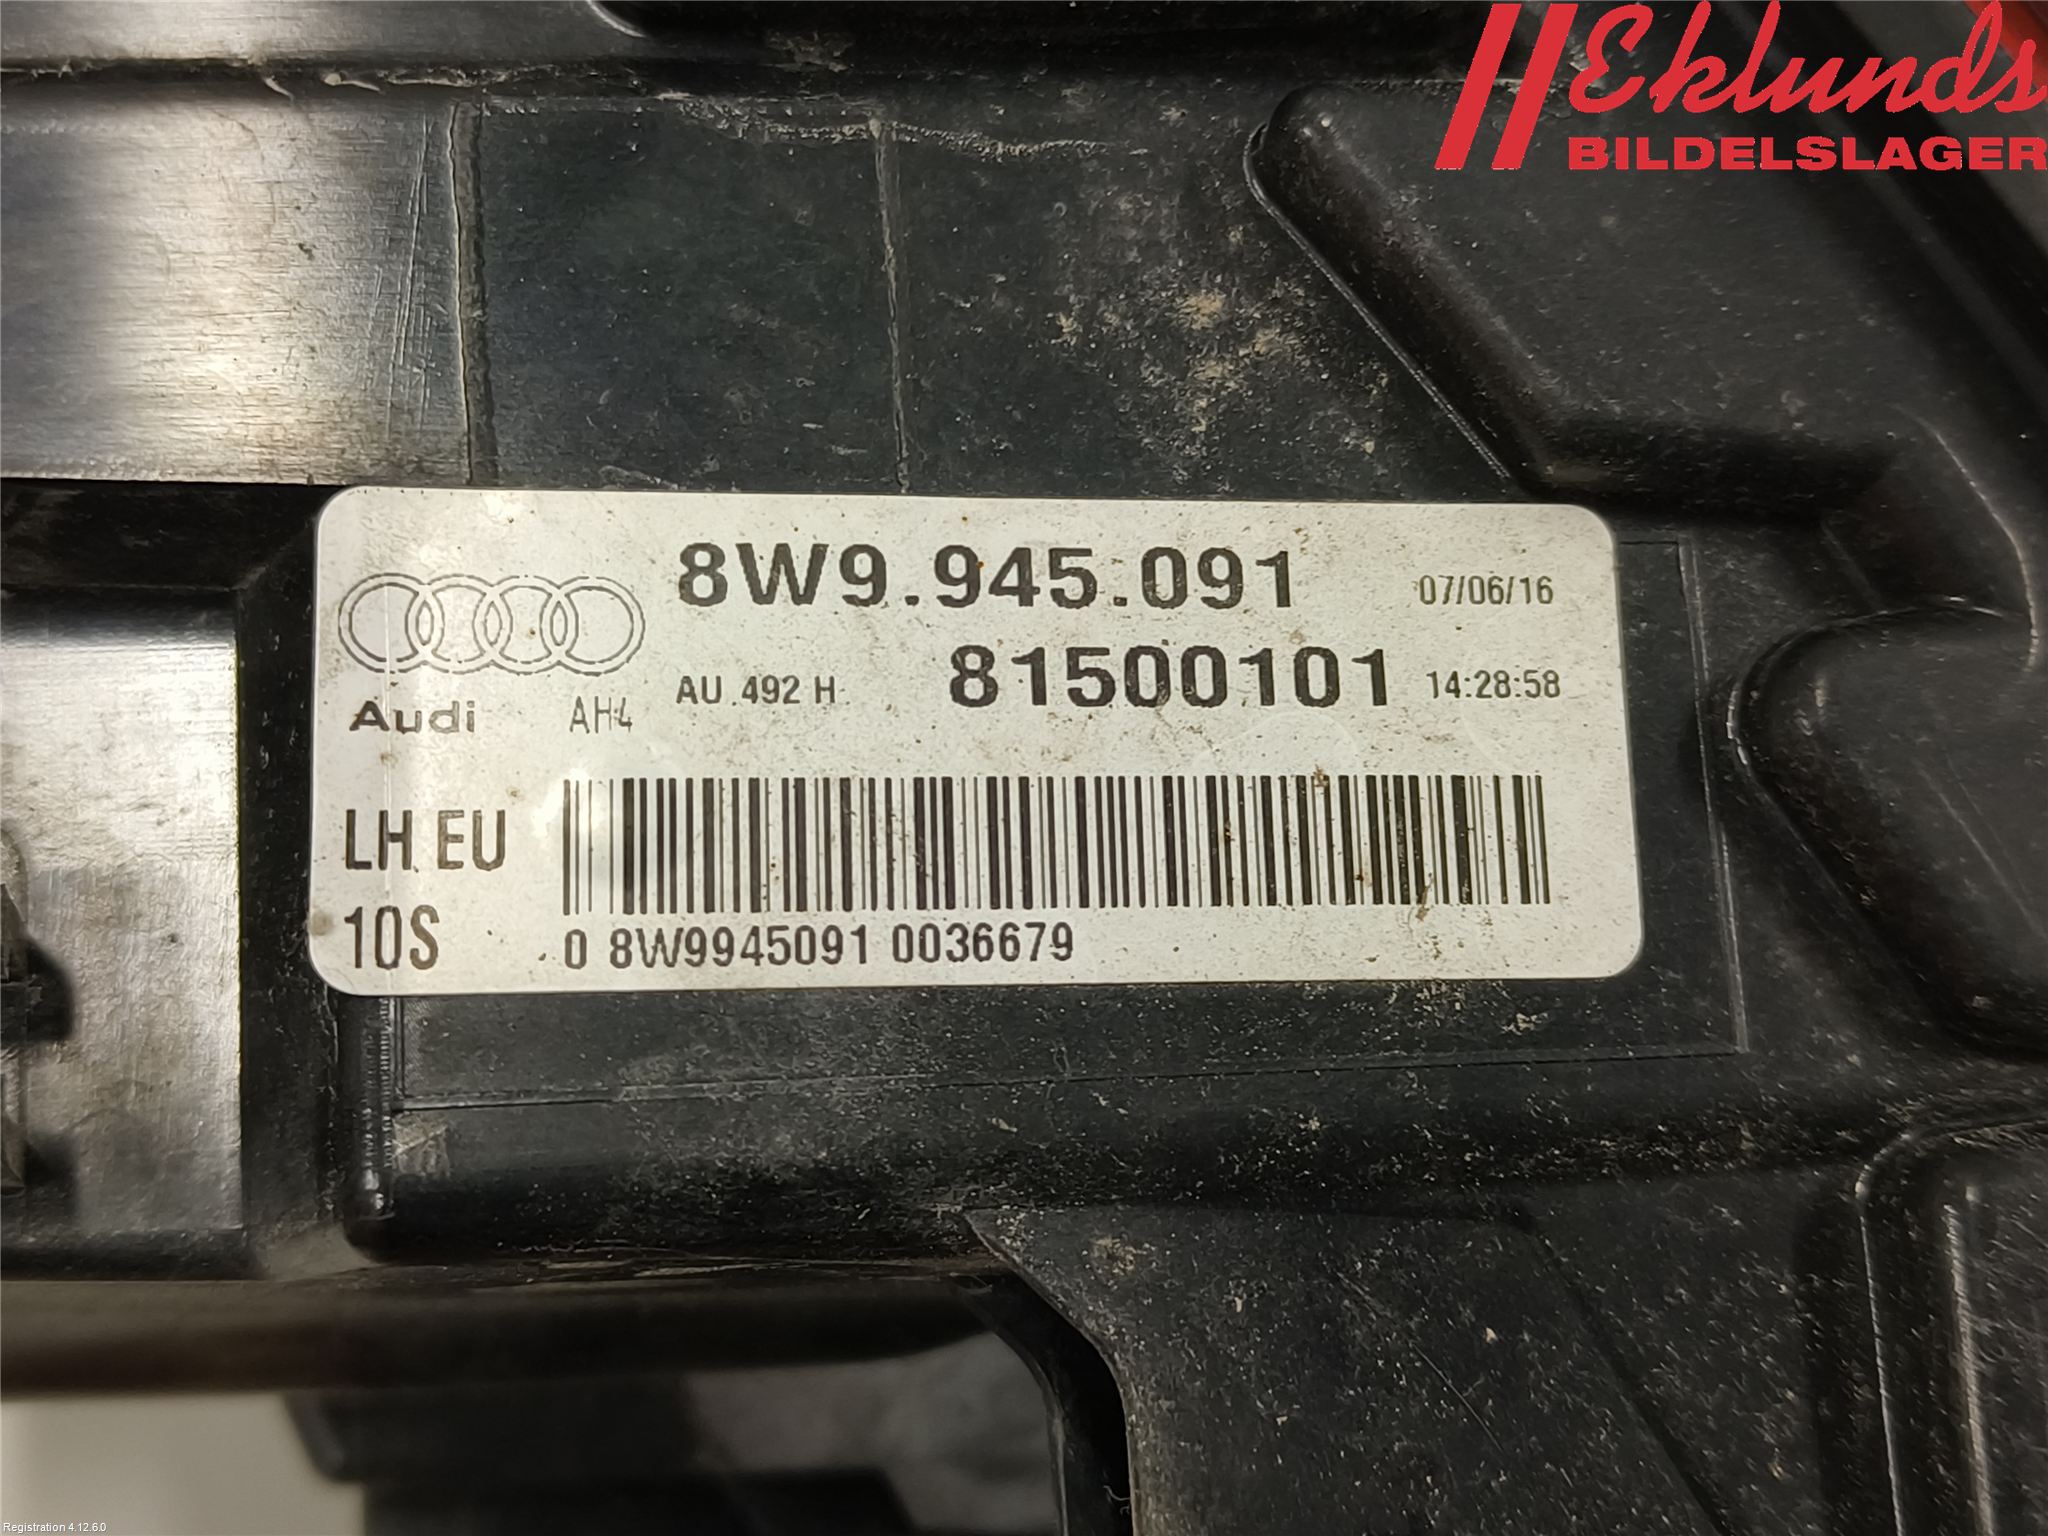 Eklunds
BILDELSLAGER
8W9.945.091
07/06/16
AU 492 H
81500101
14:28:58
Audi
AH4
LH EU
10S
0 8W9945091 0036679
Registration 4.12.6.0